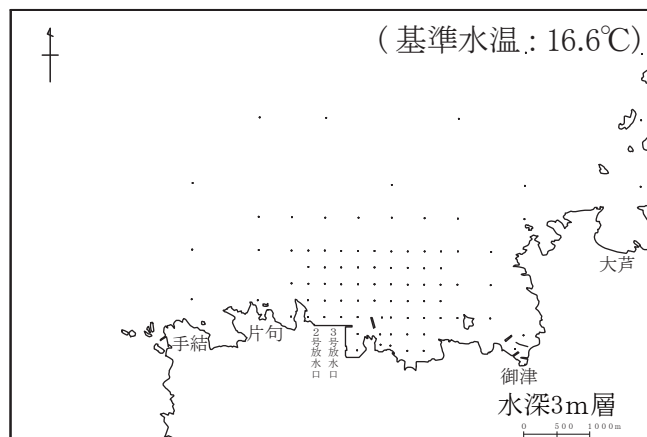 (基準水温:16.6℃)
大芦
片句
手結
2号放水口
3号放水口
御津
水深3m層
0 500 1000m